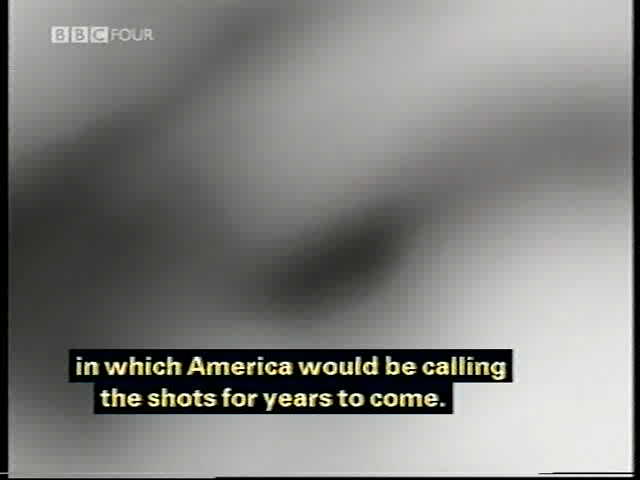 BBC FOUR
in which America would be calling
the shots for years to come.